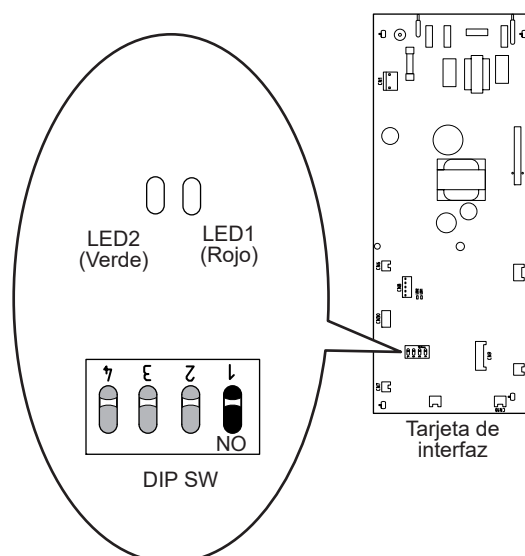 LED2
(Verde)
LED1
(Rojo)
4 3 2 1
NO
DIP SW
Tarjeta de
interfaz